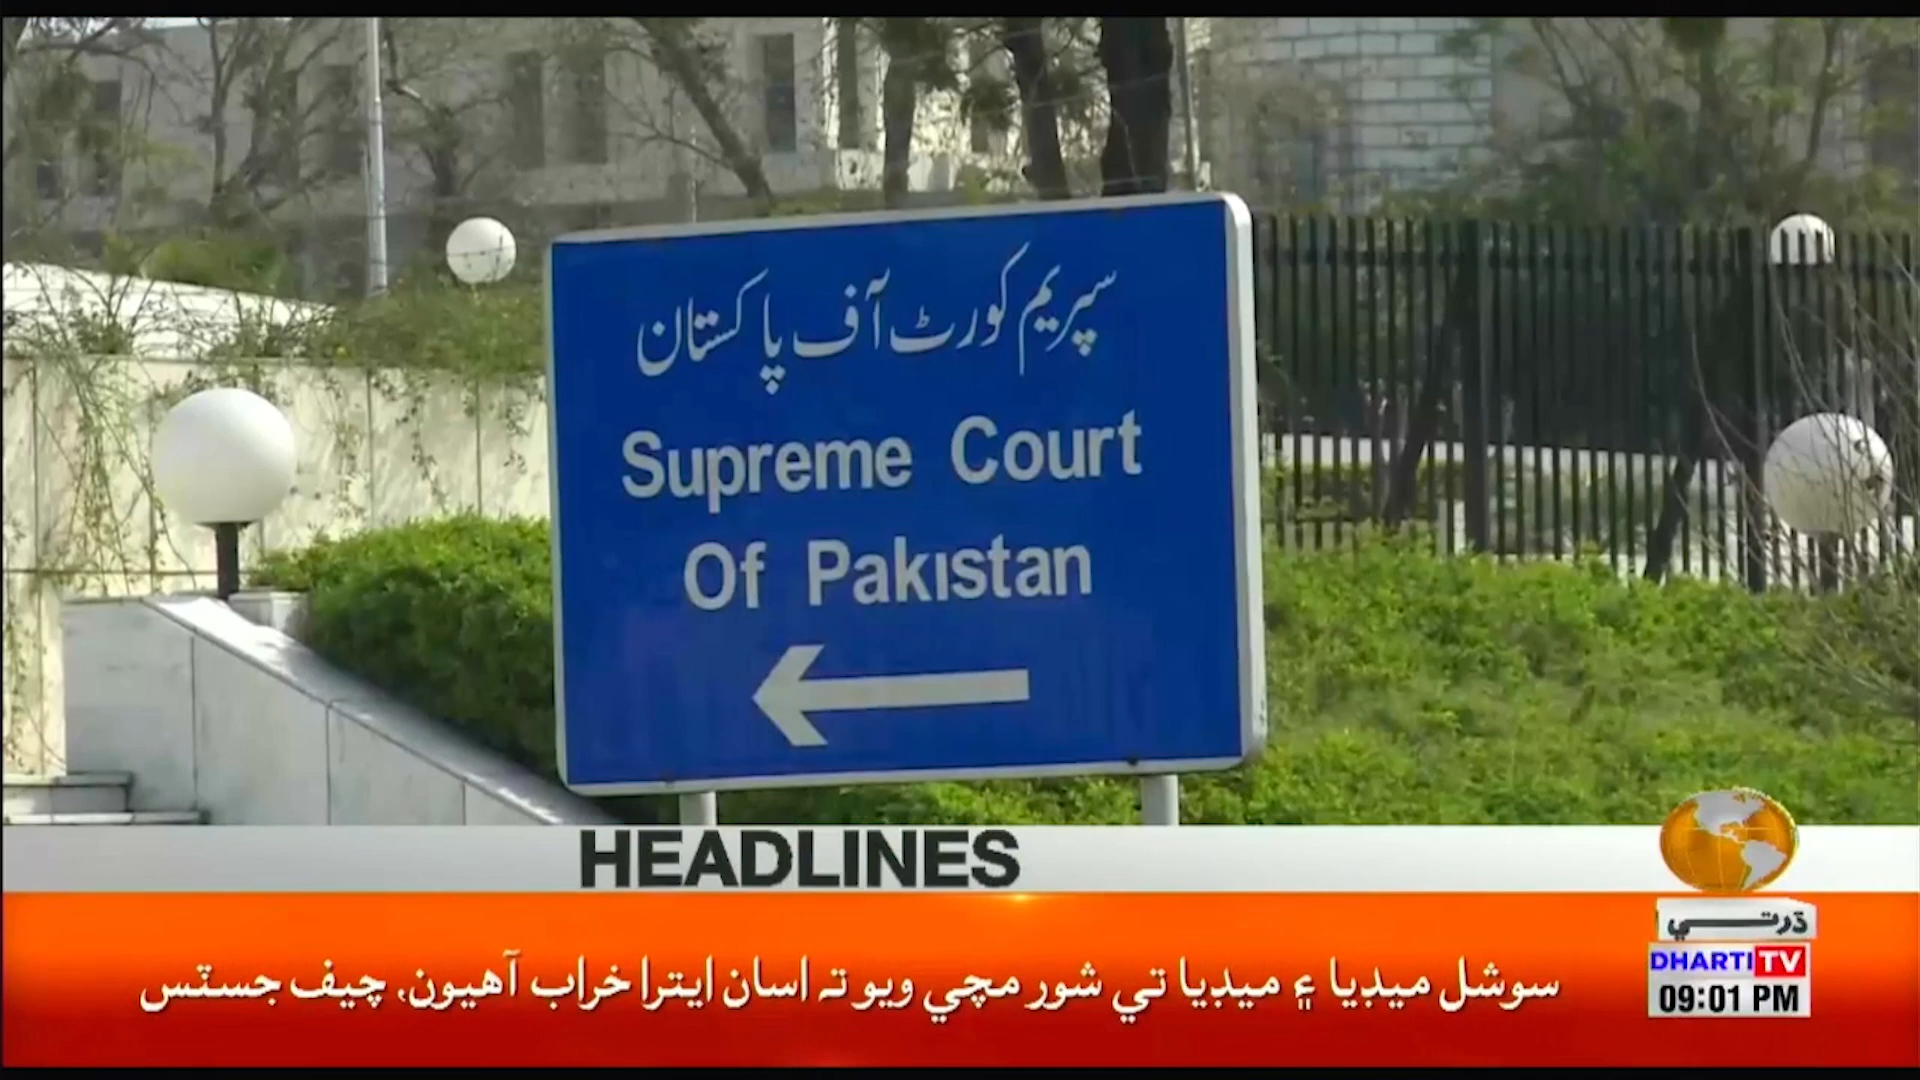 سپریم کورٹ آف پاکستان
Supreme Court
Of Pakistan
HEADLINES
سوشل ميڊيا ۽ ميڊيا تي شور مچي ويو تہ اسان ايترا خراب آهيون، چيف جسٽس
ڌرتي
DHARTI TV
09:01 PM